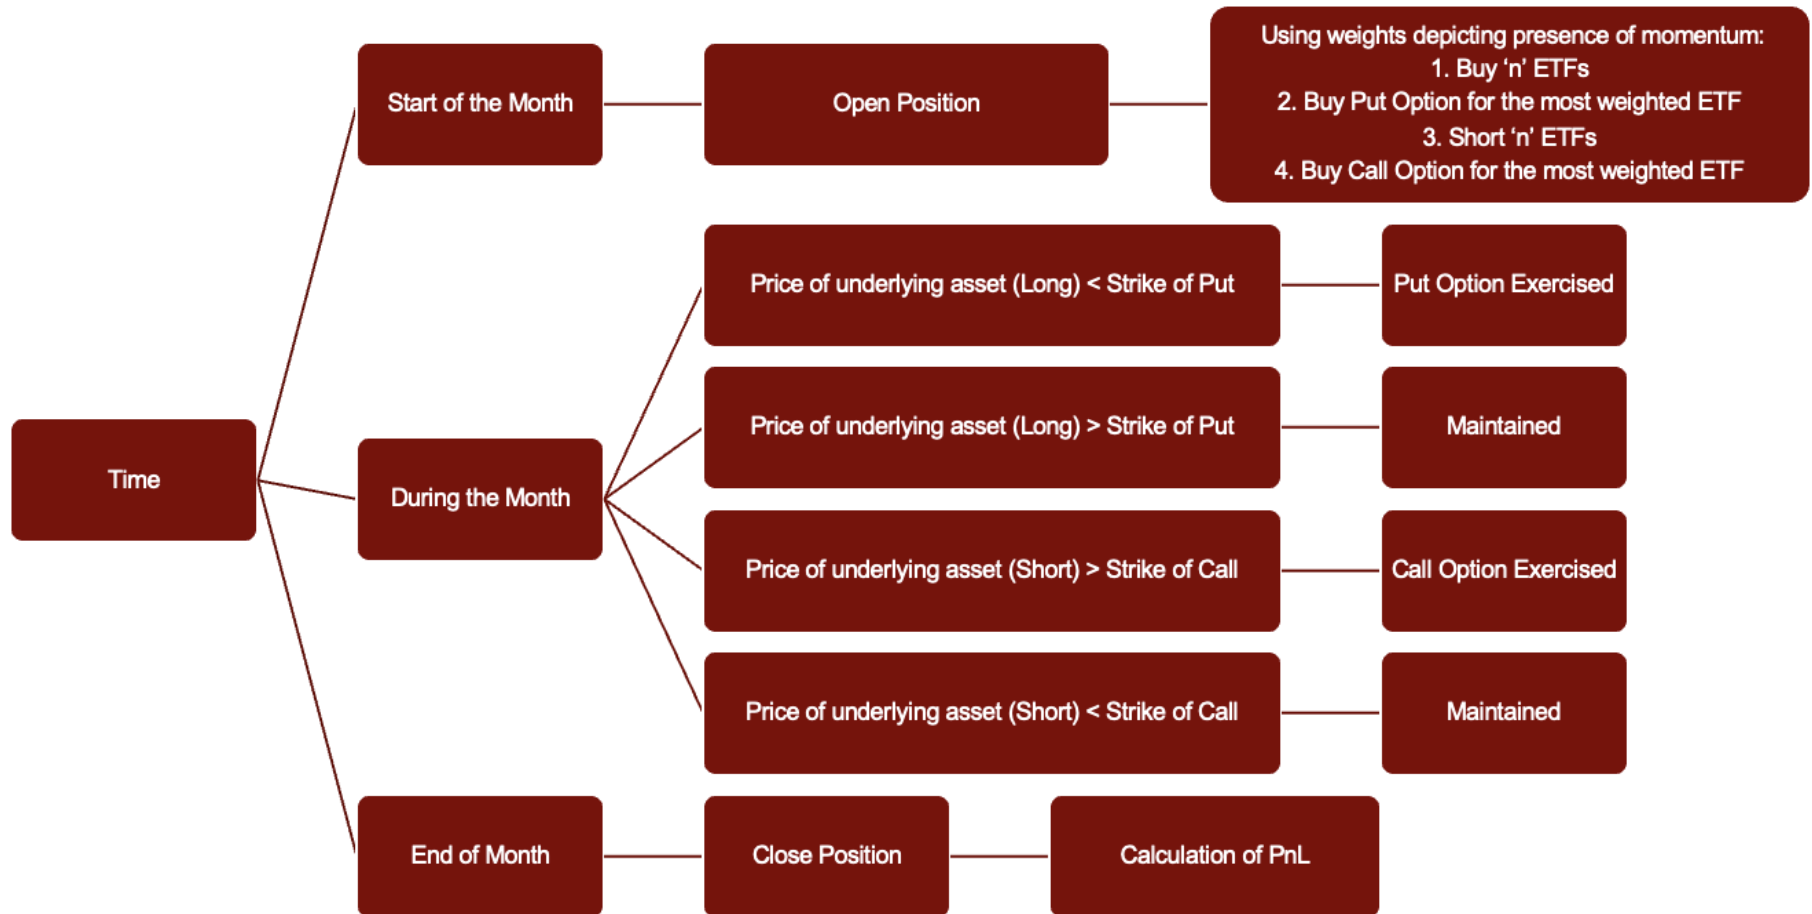 Time
Start of the Month
Open Position
Using weights depicting presence of momentum:
1. Buy ‘n’ ETFs
2. Buy Put Option for the most weighted ETF
3. Short ‘n’ ETFs
4. Buy Call Option for the most weighted ETF
During the Month
Price of underlying asset (Long) < Strike of Put
Put Option Exercised
Price of underlying asset (Long) > Strike of Put
Maintained
Price of underlying asset (Short) > Strike of Call
Call Option Exercised
Price of underlying asset (Short) < Strike of Call
Maintained
End of Month
Close Position
Calculation of PnL